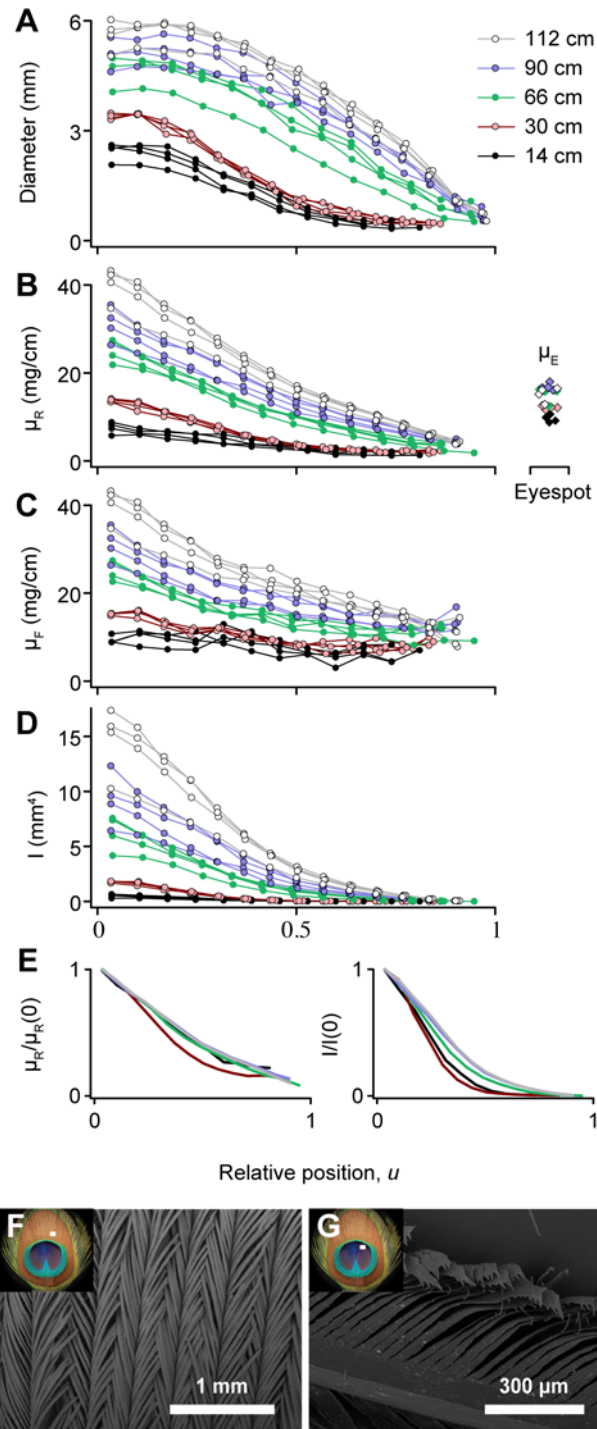 A
6
3
0
Diameter (mm)
112 cm
90 cm
66 cm
30 cm
14 cm
B
40
20
0
μR (mg/cm)
μE
Eyespot
C
40
20
0
μF (mg/cm)
D
15
10
5
0
I (mm⁴)
0 0.5 1
E
1
0
μR/μR(0)
0 1
1
0
I/I(0)
0 1
Relative position, u
F
1 mm
G
300 μm